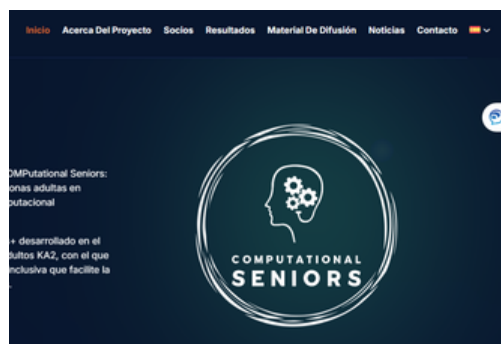 Inicio Acerca Del Proyecto Socios Resultados Material De Difusión Noticias Contacto
OMPutational Seniors:
onas adultas en
putacional
+ desarrollado en el
dultos KA2, con el que
nclusiva que facilite la
COMPUTATIONAL
SENIORS